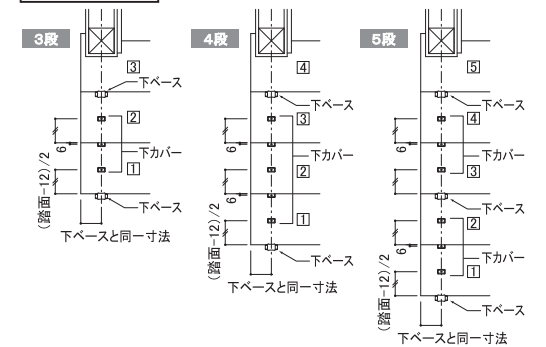 3段
3
下ベース
2
6
下カバー
1
(踏面-12)/2
下ベース
下ベースと同一寸法
4段
4
下ベース
3
6
下カバー
2
6
1
(踏面-12)/2
下ベース
下ベースと同一寸法
5段
5
下ベース
4
6
下カバー
3
下ベース
2
6
下カバー
1
(踏面-12)/2
下ベース
下ベースと同一寸法